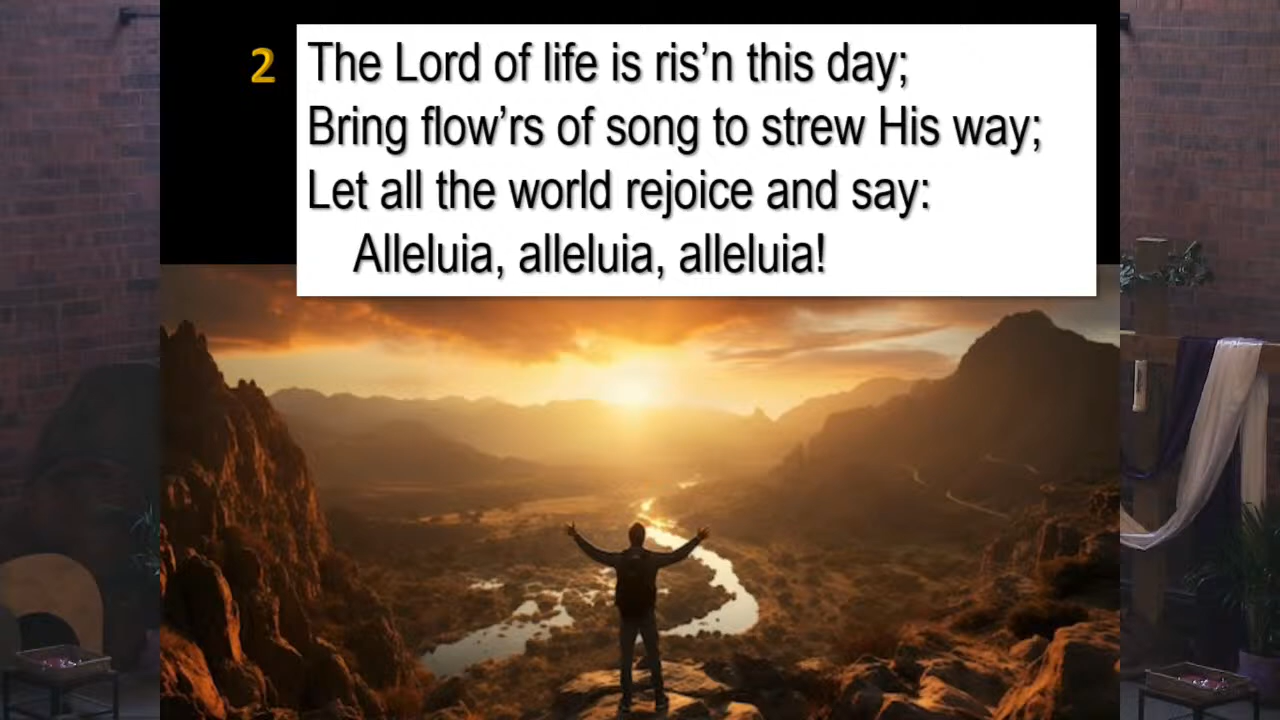 2 The Lord of life is ris’n this day;
Bring flow’rs of song to strew His way;
Let all the world rejoice and say:
Alleluia, alleluia, alleluia!